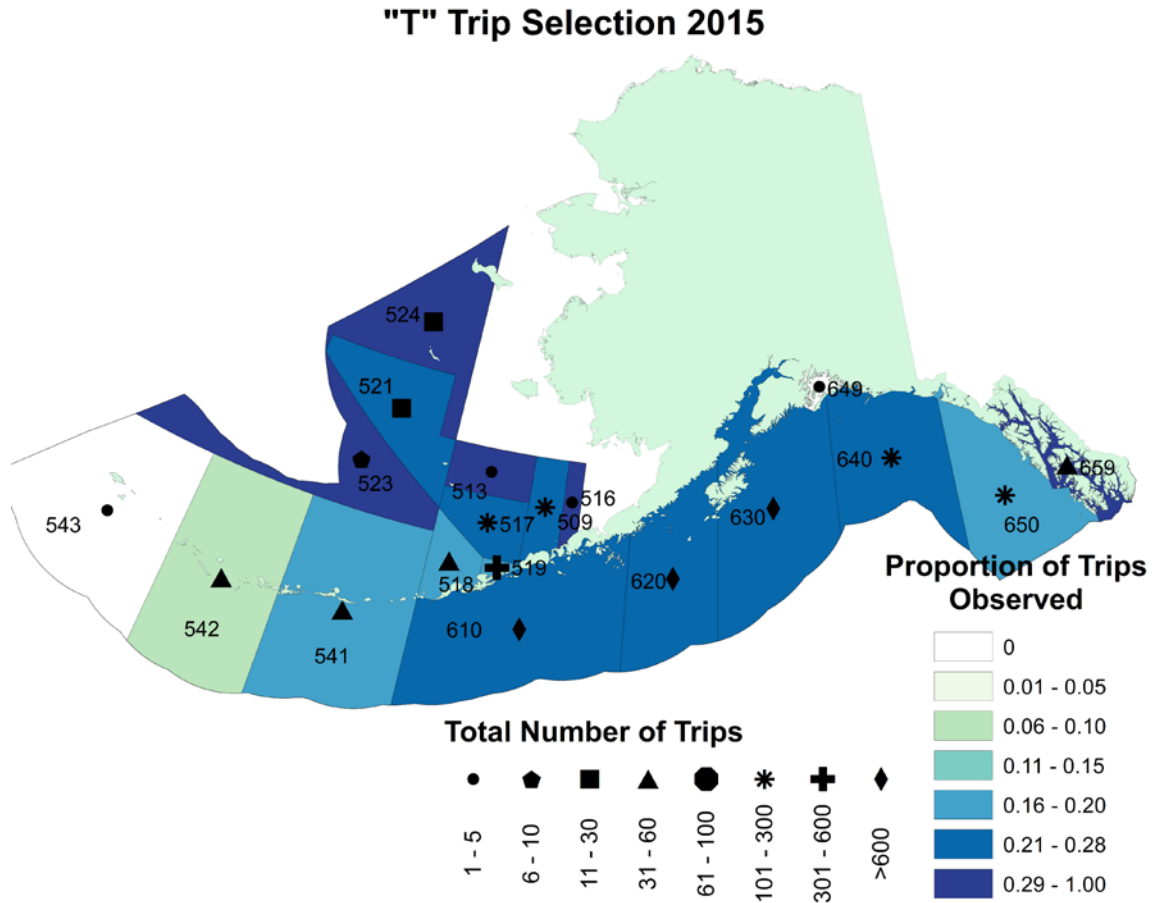 "T" Trip Selection 2015
524
521
523
513
516
509
517
519
518
543
542
541
610
620
630
640
649
650
659
Proportion of Trips
Observed
0
0.01 - 0.05
0.06 - 0.10
0.11 - 0.15
0.16 - 0.20
0.21 - 0.28
0.29 - 1.00
Total Number of Trips
1 - 5
6 - 10
11 - 30
31 - 60
61 - 100
101 - 300
301 - 600
>600